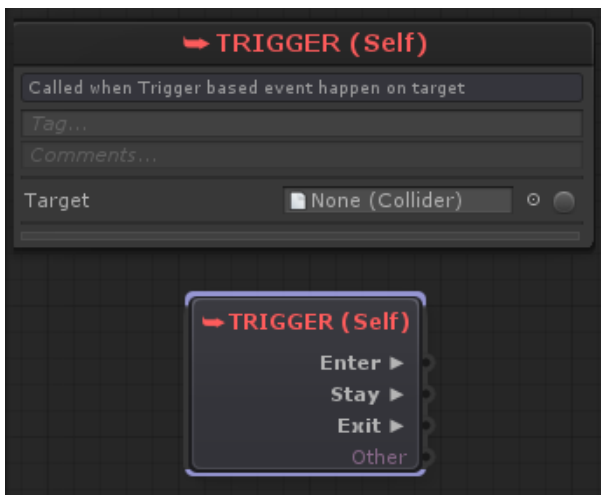 TRIGGER (Self)
Called when Trigger based event happen on target
Tag...
Comments...
Target None (Collider)
TRIGGER (Self)
Enter ▶
Stay ▶
Exit ▶
Other